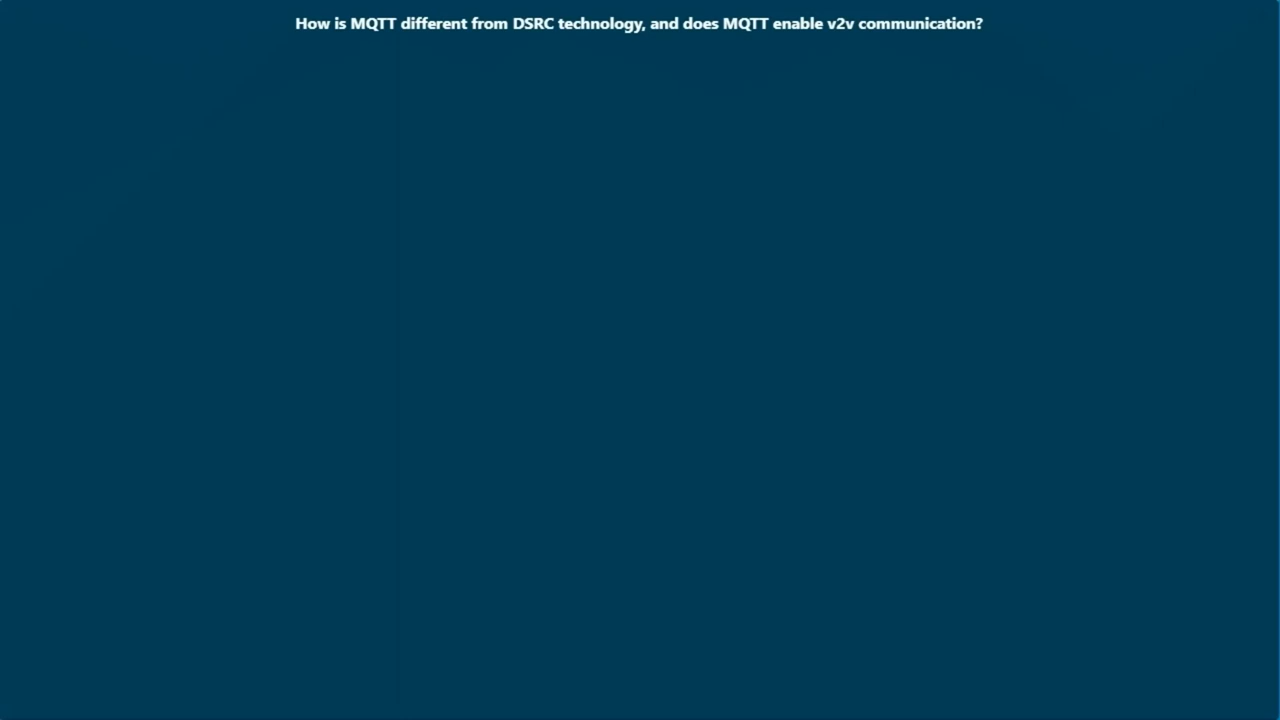 How is MQTT different from DSRC technology, and does MQTT enable v2v communication?